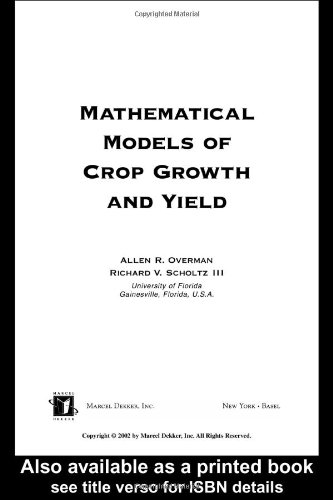 Copyrighted Material
MATHEMATICAL
MODELS OF
CROP GROWTH
AND YIELD
ALLEN R. OVERMAN
RICHARD V. SCHOLTZ III
University of Florida
Gainesville, Florida, U.S.A.
MARCEL
DEKKER
MARCEL DEKKER, INC.
NEW YORK • BASEL
Copyright © 2002 by Marcel Dekker, Inc. All Rights Reserved.
Also available as a printed book
see title verso for ISBN details